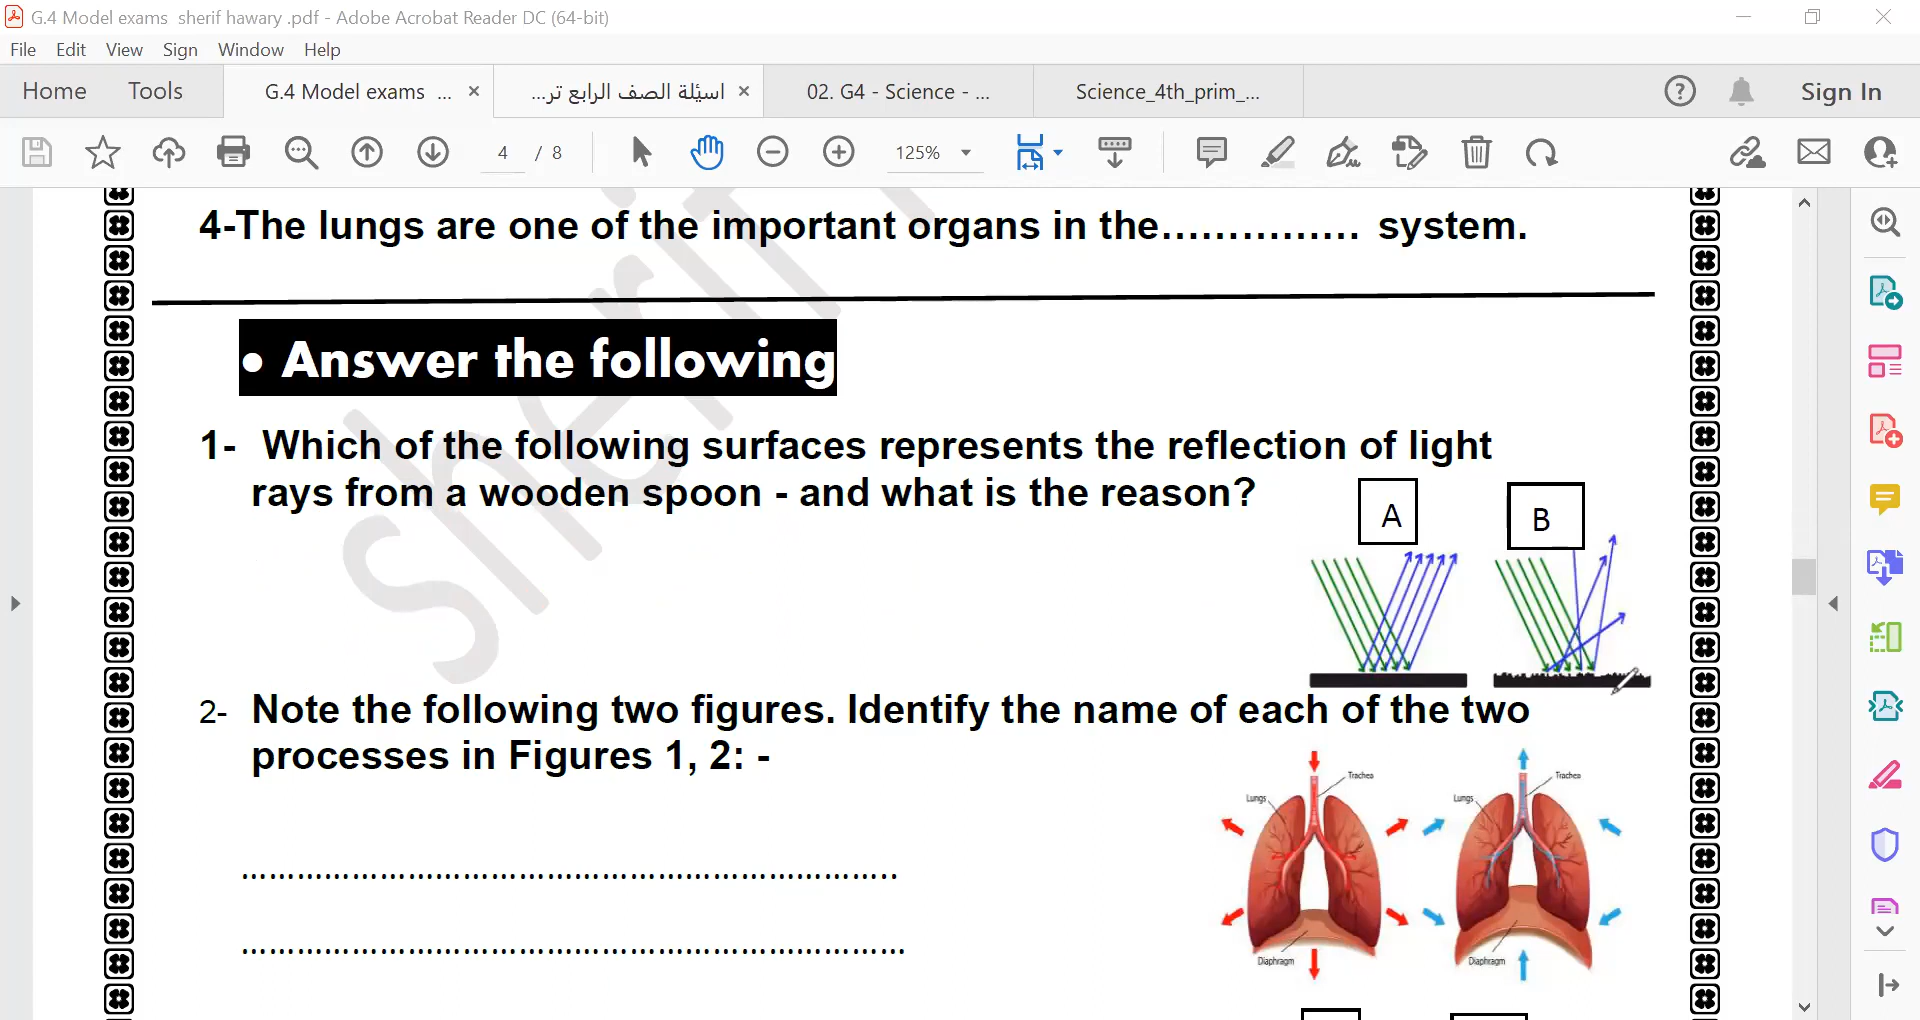 G.4 Model exams  sherif hawary .pdf - Adobe Acrobat Reader DC (64-bit)
File Edit View Sign Window Help
Home Tools G.4 Model exams ... × اسئلة الصف الرابع تر... × 02. G4 - Science - ... Science_4th_prim_... Sign In
4 / 8 125%
4-The lungs are one of the important organs in the............... system.
• Answer the following
1- Which of the following surfaces represents the reflection of light
rays from a wooden spoon - and what is the reason?
A B
2- Note the following two figures. Identify the name of each of the two
processes in Figures 1, 2: -
Trachea Trachea
Lungs Lungs
Diaphragm Diaphragm
sherif